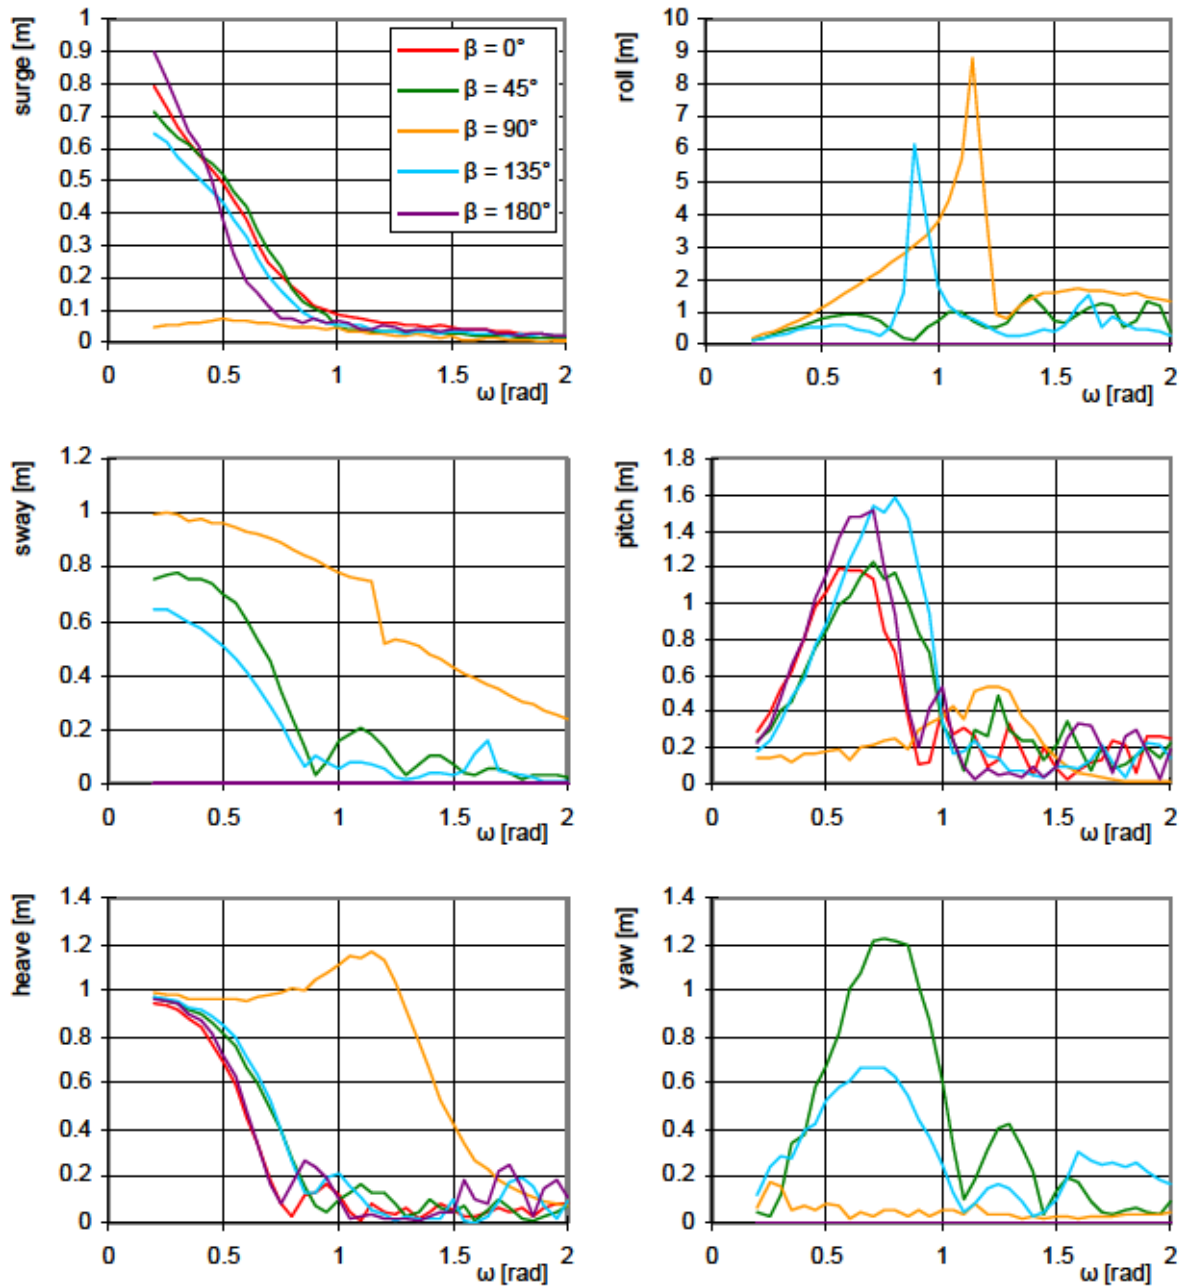 surge [m]
1
0.9
0.8
0.7
0.6
0.5
0.4
0.3
0.2
0.1
0
β = 0°
β = 45°
β = 90°
β = 135°
β = 180°
0 0.5 1 1.5 2
ω [rad]
roll [m]
10
9
8
7
6
5
4
3
2
1
0
0 0.5 1 1.5 2
ω [rad]
sway [m]
1.2
1
0.8
0.6
0.4
0.2
0
0 0.5 1 1.5 2
ω [rad]
pitch [m]
1.8
1.6
1.4
1.2
1
0.8
0.6
0.4
0.2
0
0 0.5 1 1.5 2
ω [rad]
heave [m]
1.4
1.2
1
0.8
0.6
0.4
0.2
0
0 0.5 1 1.5 2
ω [rad]
yaw [m]
1.4
1.2
1
0.8
0.6
0.4
0.2
0
0 0.5 1 1.5 2
ω [rad]